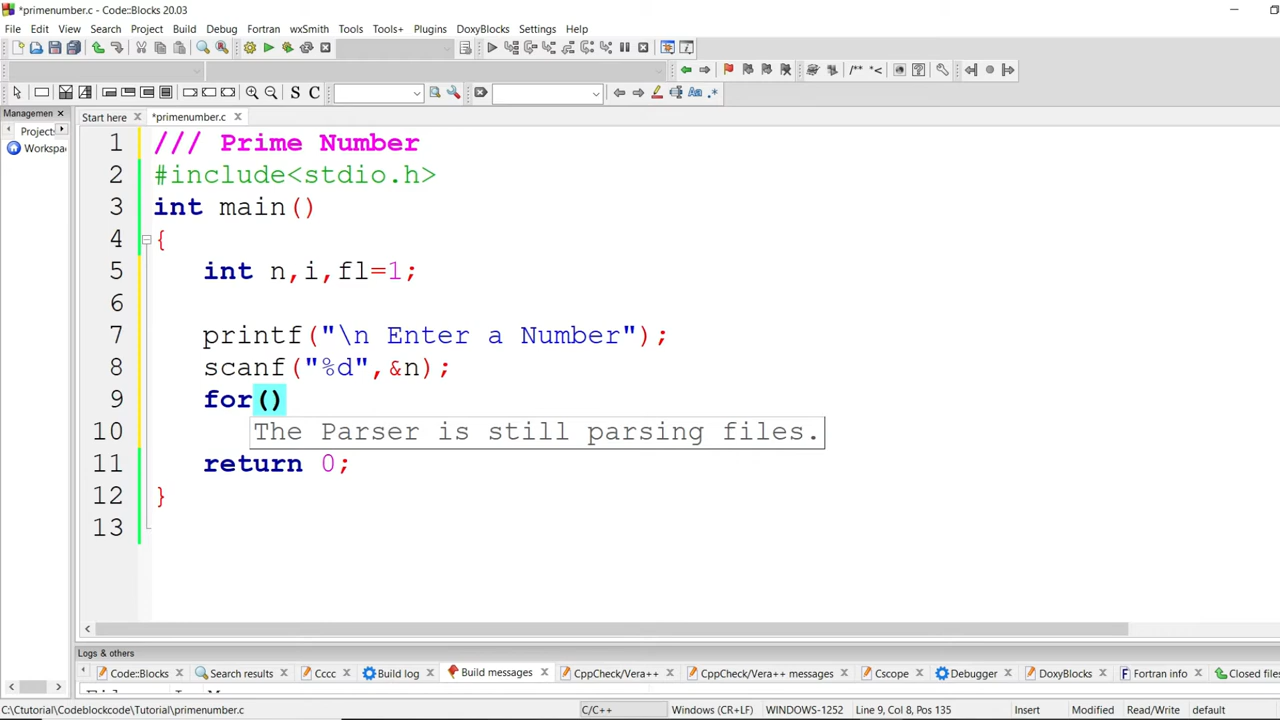 *primenumber.c - Code::Blocks 20.03
File Edit View Search Project Build Debug Fortran wxSmith Tools Tools+ Plugins DoxyBlocks Settings Help
/** *<
S C
Aa .*
Managemen
Start here *primenumber.c
Projects
Workspa
1 /// Prime Number
2 #include<stdio.h>
3 int main()
4 {
5 int n,i,fl=1;
6
7 printf("\n Enter a Number");
8 scanf("%d",&n);
9 for()
10 The Parser is still parsing files.
11 return 0;
12 }
13
Logs & others
Code::Blocks Search results Cccc Build log Build messages CppCheck/Vera++ CppCheck/Vera++ messages Cscope Debugger DoxyBlocks Fortran info Closed files
C:\Ctutorial\Codeblockcode\Tutorial\primenumber.c C/C++ Windows (CR+LF) WINDOWS-1252 Line 9, Col 8, Pos 135 Insert Modified Read/Write default